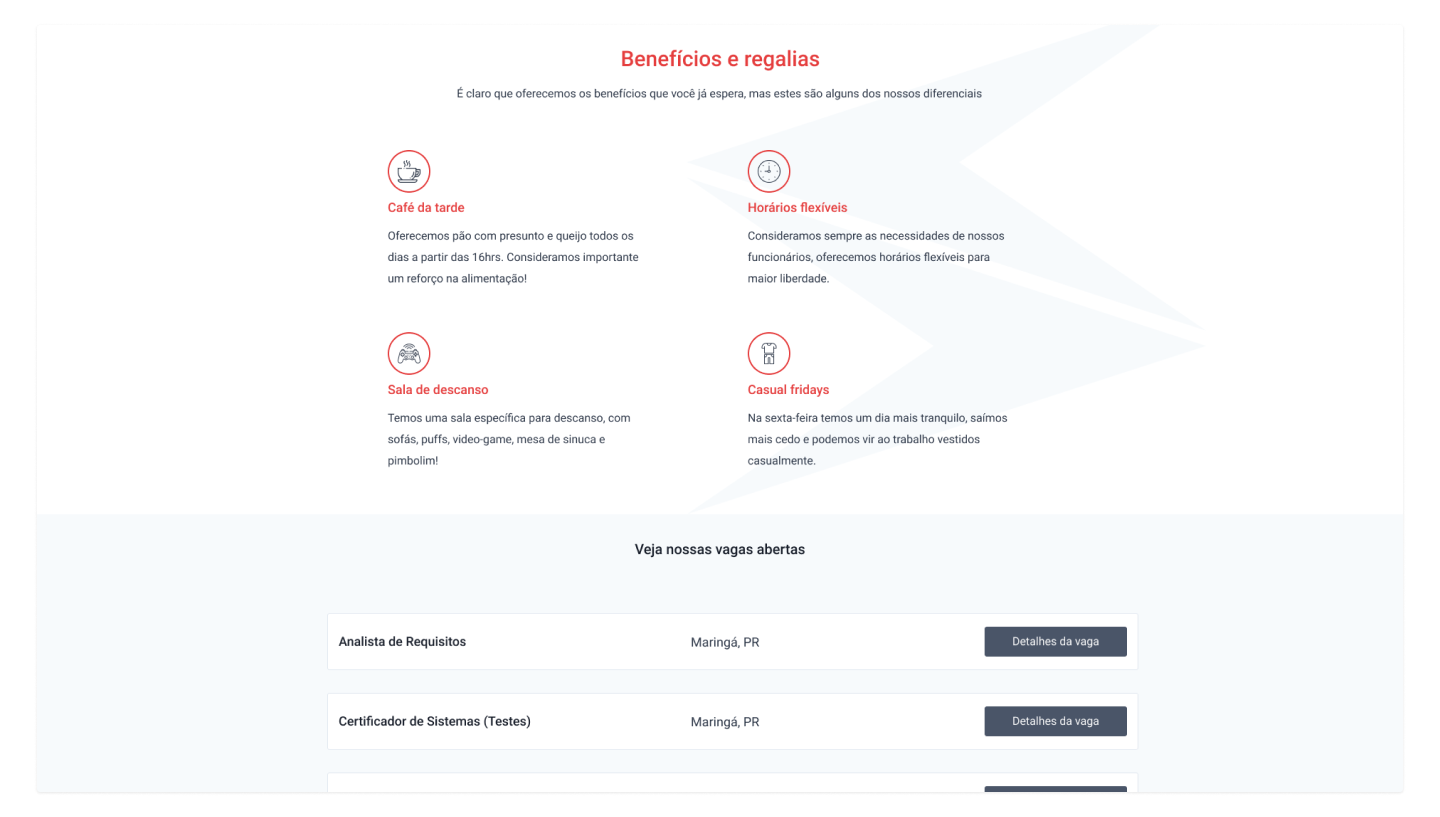 Benefícios e regalias
É claro que oferecemos os benefícios que você já espera, mas estes são alguns dos nossos diferenciais
Café da tarde
Oferecemos pão com presunto e queijo todos os
dias a partir das 16hrs. Consideramos importante
um reforço na alimentação!
Horários flexíveis
Consideramos sempre as necessidades de nossos
funcionários, oferecemos horários flexíveis para
maior liberdade.
Sala de descanso
Temos uma sala específica para descanso, com
sofás, puffs, video-game, mesa de sinuca e
pimbolim!
Casual fridays
Na sexta-feira temos um dia mais tranquilo, saímos
mais cedo e podemos vir ao trabalho vestidos
casualmente.
Veja nossas vagas abertas
Analista de Requisitos Maringá, PR Detalhes da vaga
Certificador de Sistemas (Testes) Maringá, PR Detalhes da vaga